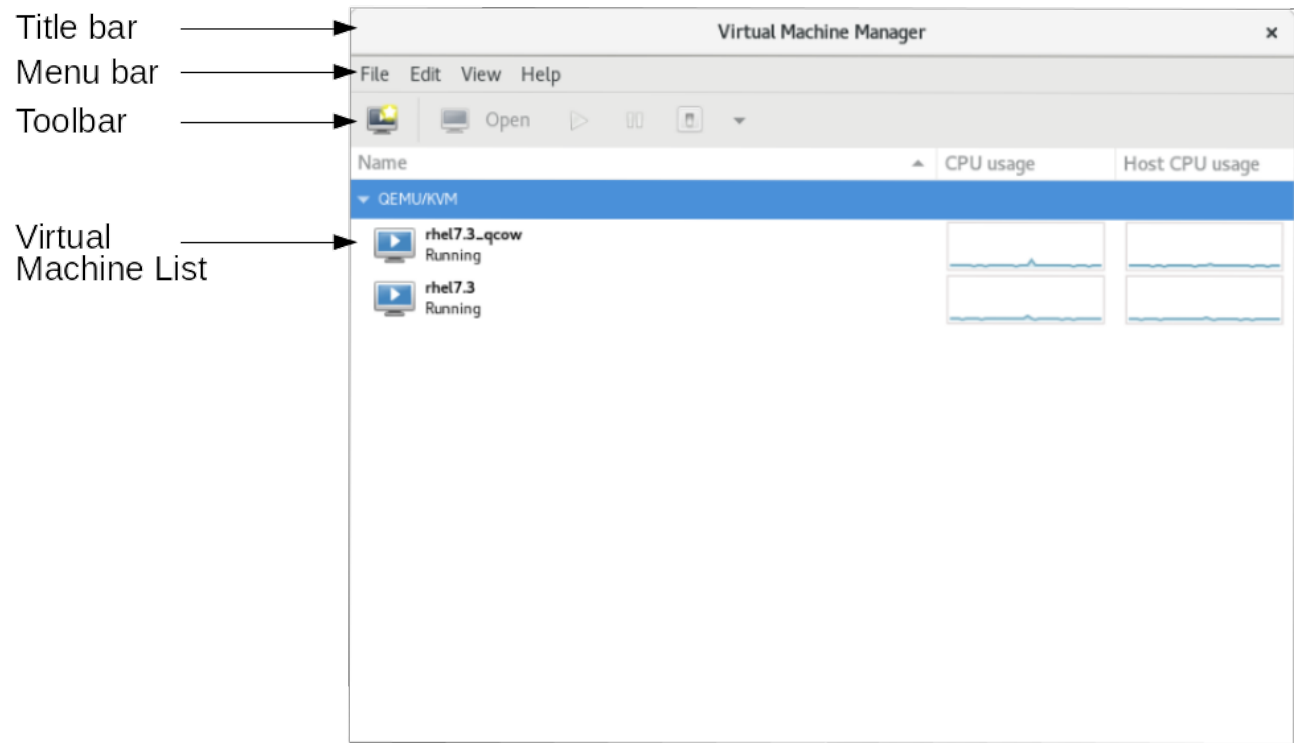 Title bar
Virtual Machine Manager
Menu bar
File Edit View Help
Toolbar
Open
Name CPU usage Host CPU usage
QEMU/KVM
Virtual
Machine List
rhel7.3_qcow
Running
rhel7.3
Running